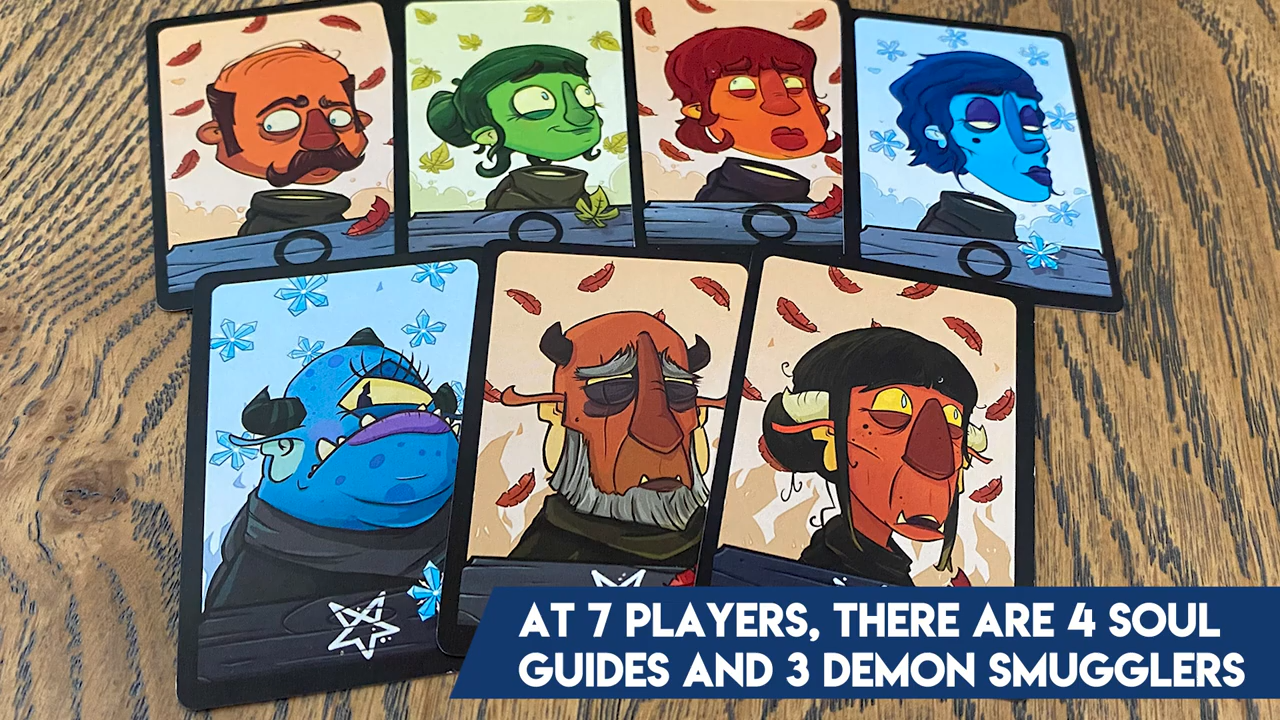 AT 7 PLAYERS, THERE ARE 4 SOUL
GUIDES AND 3 DEMON SMUGGLERS